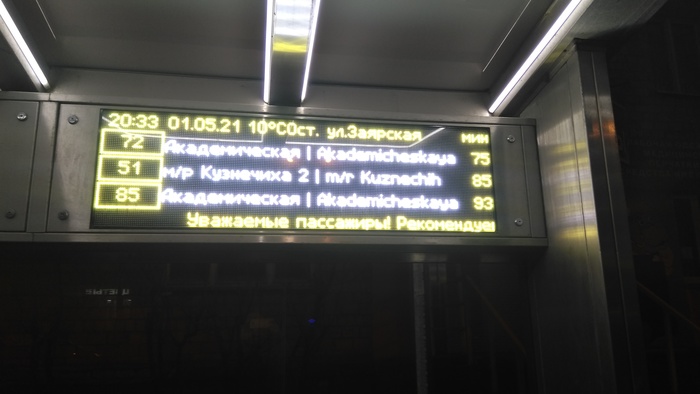 20:33 01.05.21 10°C Ост. ул.Заярская мин
72 Академическая | Akademicheskaya 75
51 м/р Кузнечиха 2 | m/r Kuznechih 85
85 Академическая | Akademicheskaya 93
Уважаемые пассажиры! Рекомендуе